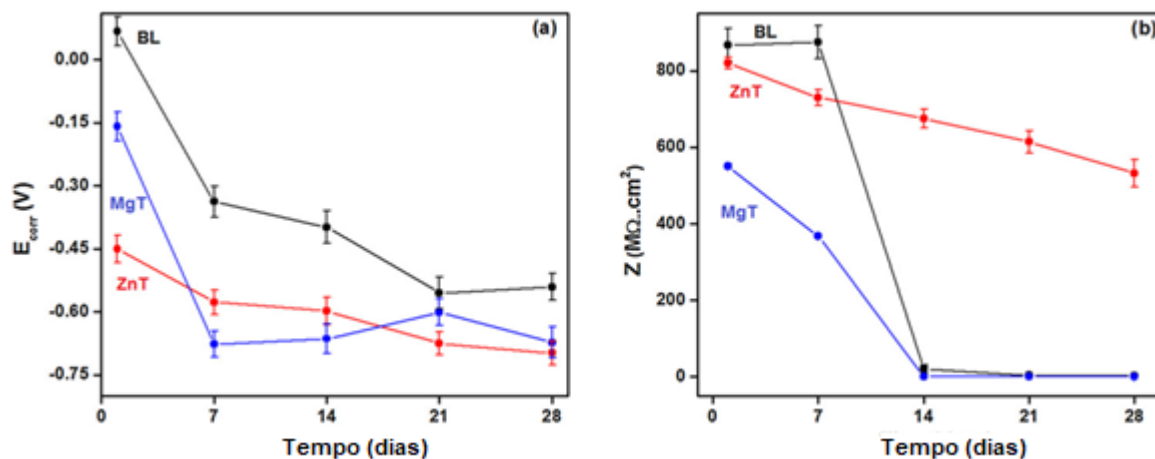 (a)
BL
MgT
ZnT
0.00
-0.15
-0.30
-0.45
-0.60
-0.75
E corr (V)
0
7
14
21
28
Tempo (dias)
(b)
BL
ZnT
MgT
800
600
400
200
0
Z (MΩ..cm²)
0
7
14
21
28
Tempo (dias)